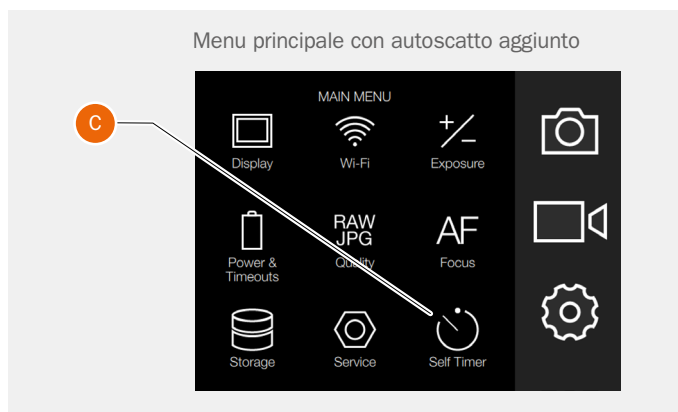 Menu principale con autoscatto aggiunto
C
MAIN MENU
Display
Wi-Fi
Exposure
RAW
JPG
AF
Power &
Timeouts
Quality
Focus
Storage
Service
Self Timer